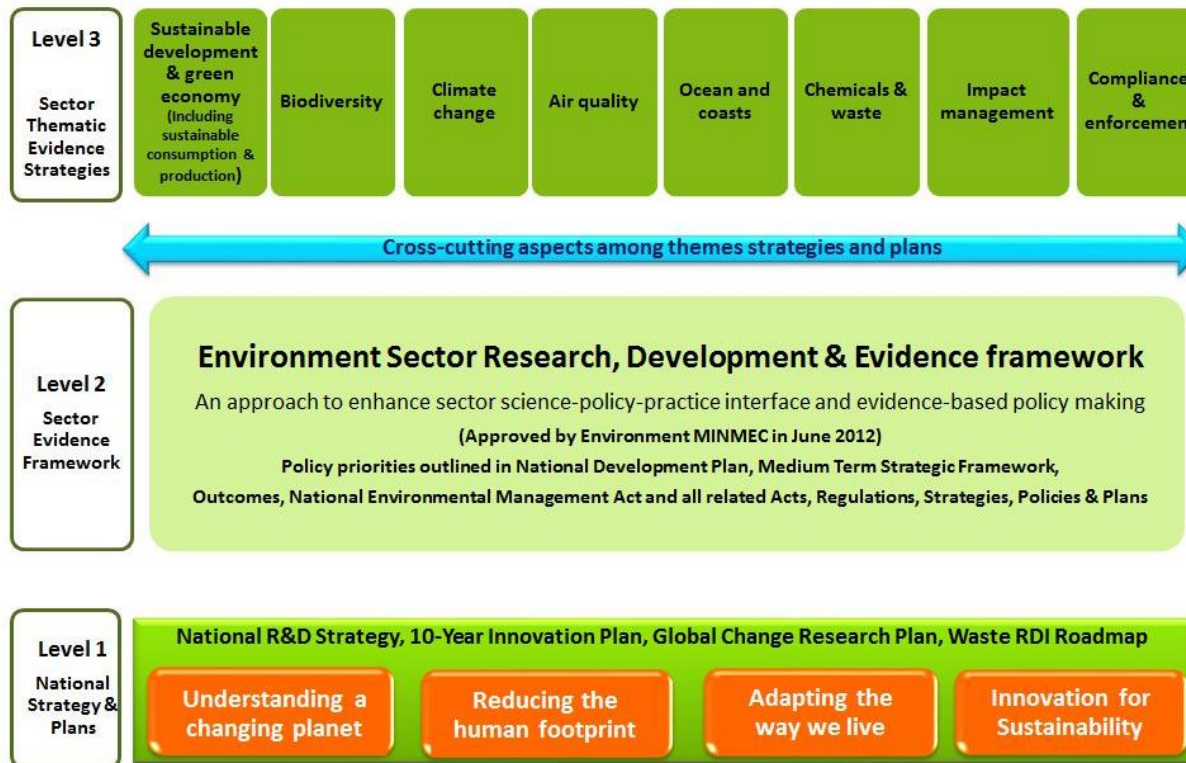 Level 3
Sector
Thematic
Evidence
Strategies
Sustainable
development
& green
economy
(Including
sustainable
consumption &
production)
Biodiversity
Climate
change
Air quality
Ocean and
coasts
Chemicals &
waste
Impact
management
Compliance
&
enforcement
Cross-cutting aspects among themes strategies and plans
Level 2
Sector
Evidence
Framework
Environment Sector Research, Development & Evidence framework
An approach to enhance sector science-policy-practice interface and evidence-based policy making
(Approved by Environment MINMEC in June 2012)
Policy priorities outlined in National Development Plan, Medium Term Strategic Framework,
Outcomes, National Environmental Management Act and all related Acts, Regulations, Strategies, Policies & Plans
Level 1
National
Strategy &
Plans
National R&D Strategy, 10-Year Innovation Plan, Global Change Research Plan, Waste RDI Roadmap
Understanding a
changing planet
Reducing the
human footprint
Adapting the
way we live
Innovation for
Sustainability